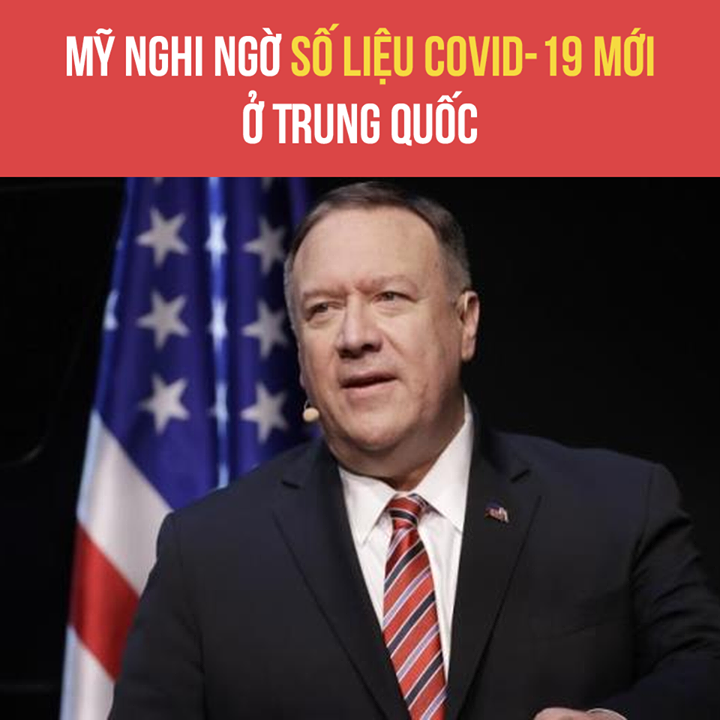 MỸ NGHI NGỜ SỐ LIỆU COVID-19 MỚI
Ở TRUNG QUỐC